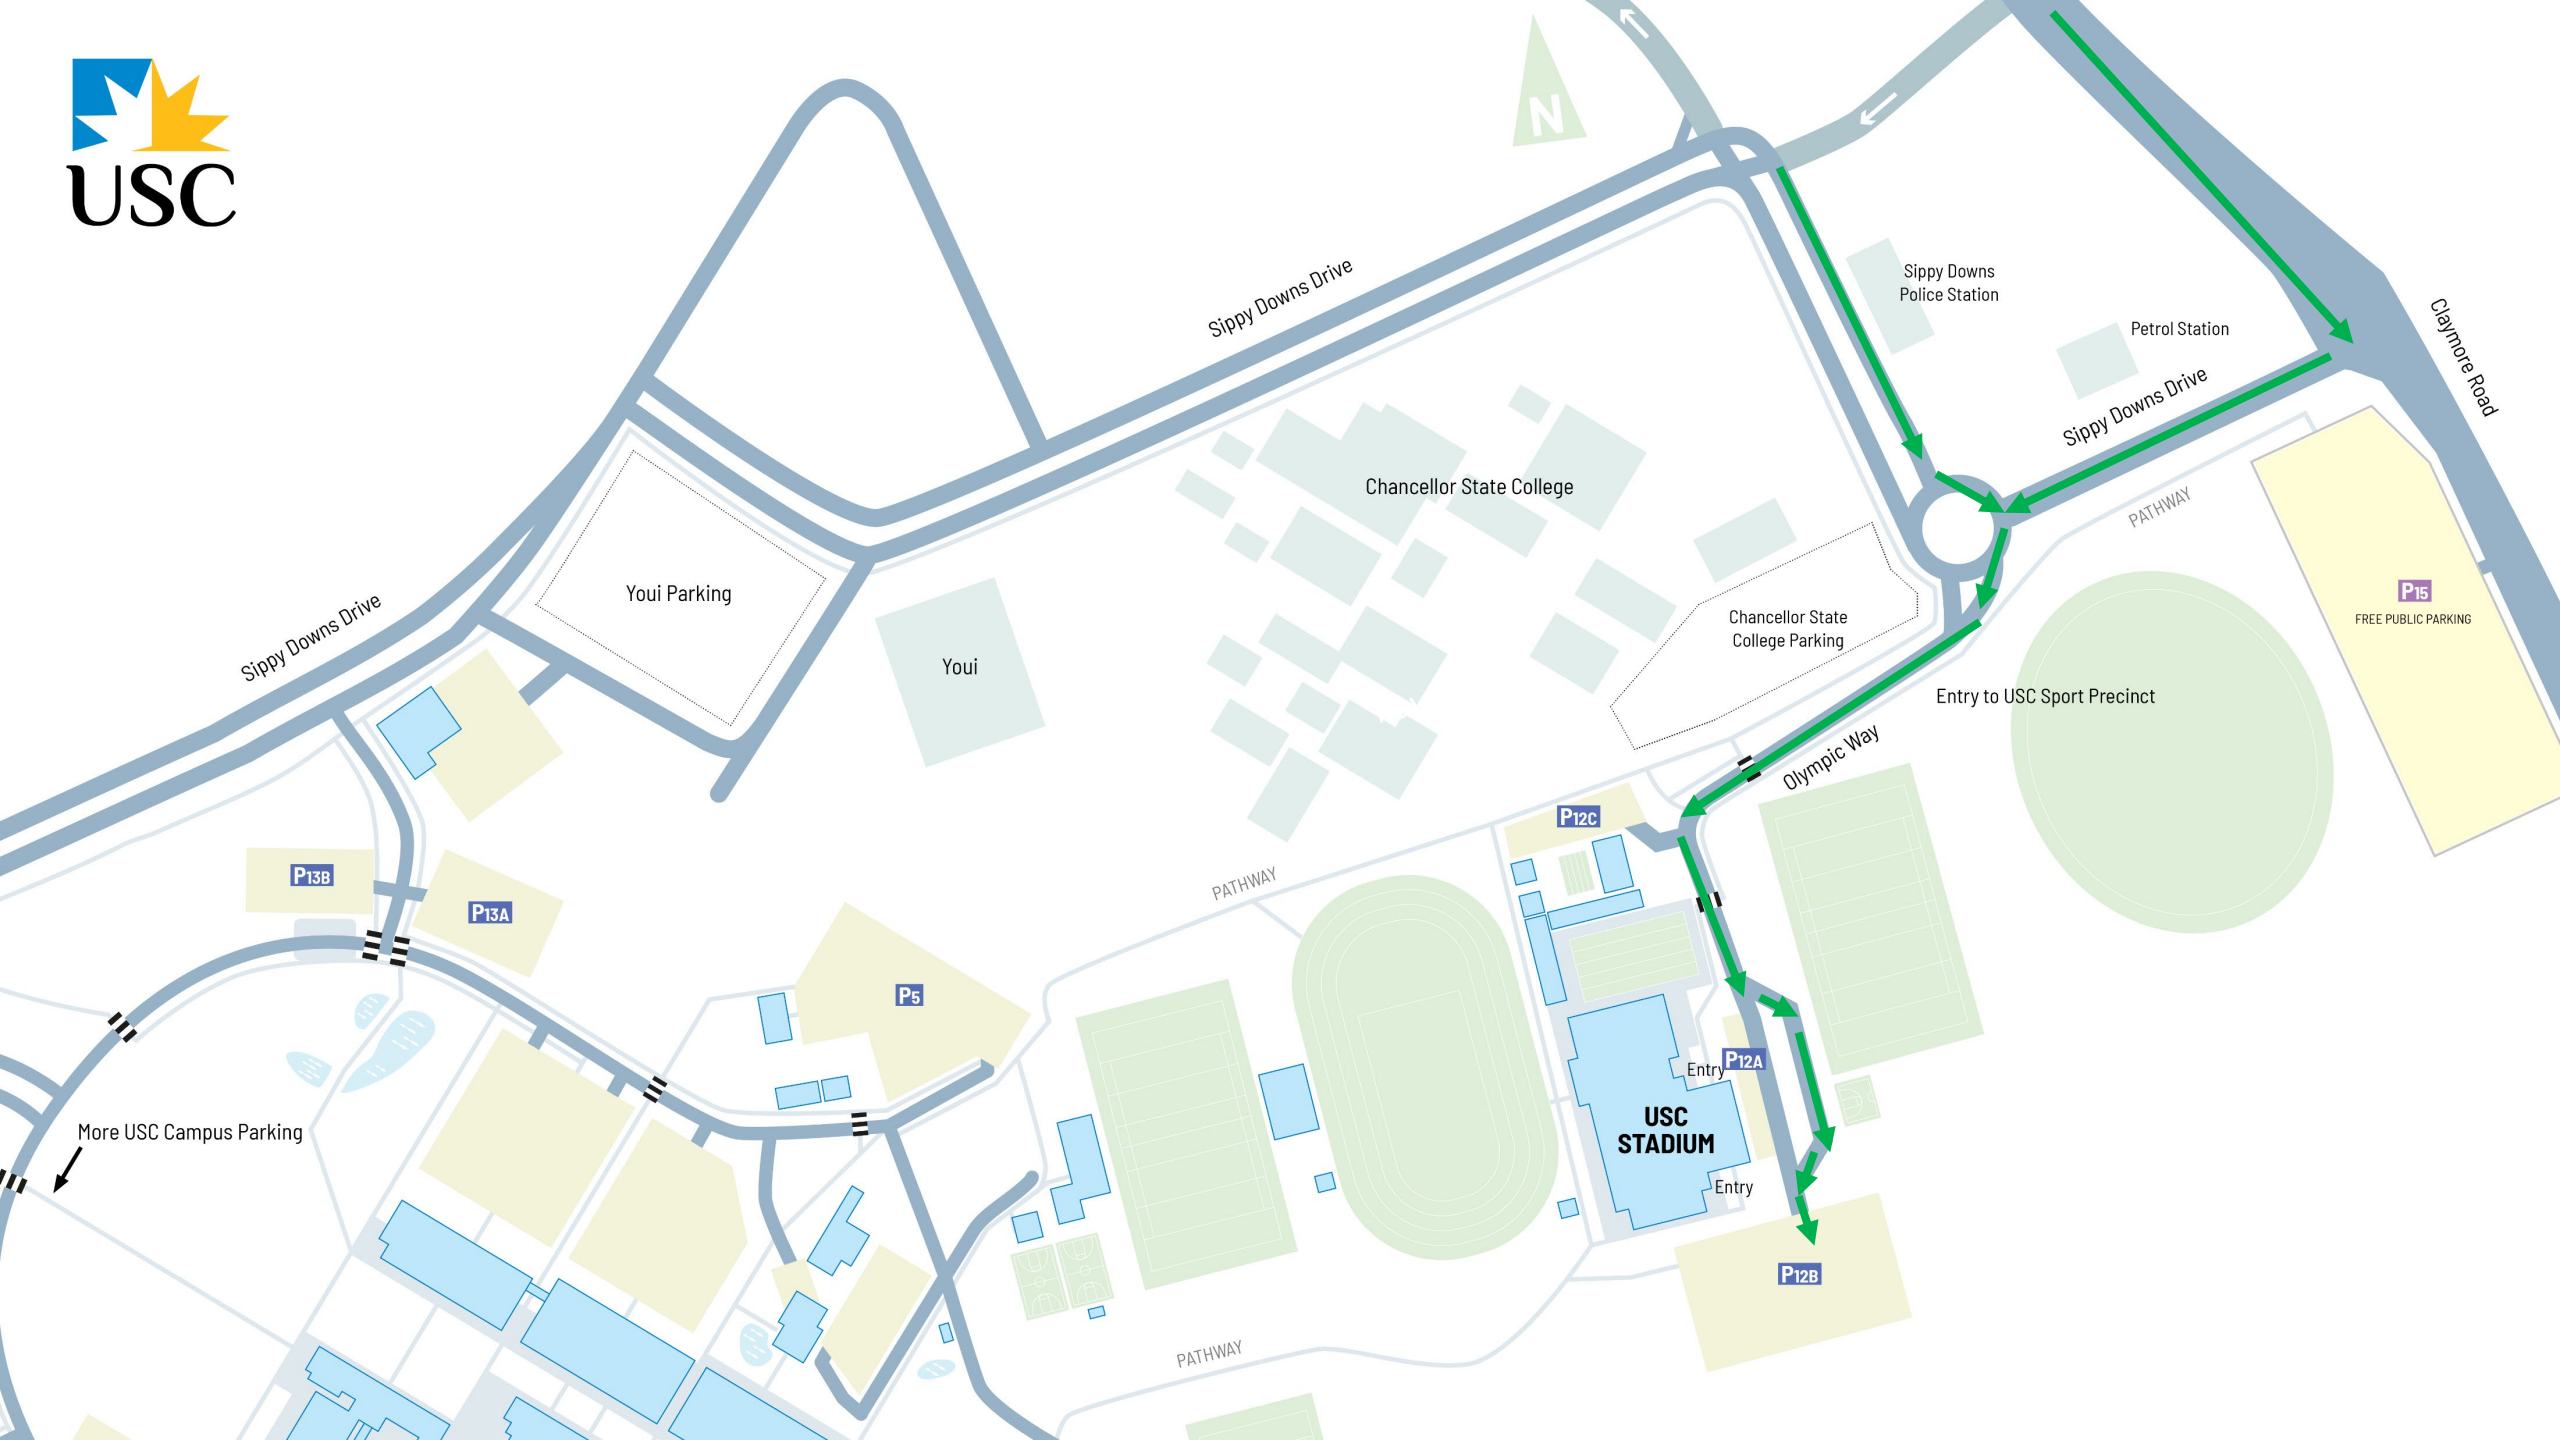 USC
N
Sippy Downs Drive
Sippy Downs
Police Station
Petrol Station
Claymore Road
Sippy Downs Drive
Chancellor State College
PATHWAY
Youi Parking
P15
FREE PUBLIC PARKING
Sippy Downs Drive
Chancellor State
College Parking
Youi
Entry to USC Sport Precinct
Olympic Way
P12C
P13B
PATHWAY
P13A
P5
Entry
P12A
USC
STADIUM
More USC Campus Parking
Entry
P12B
PATHWAY